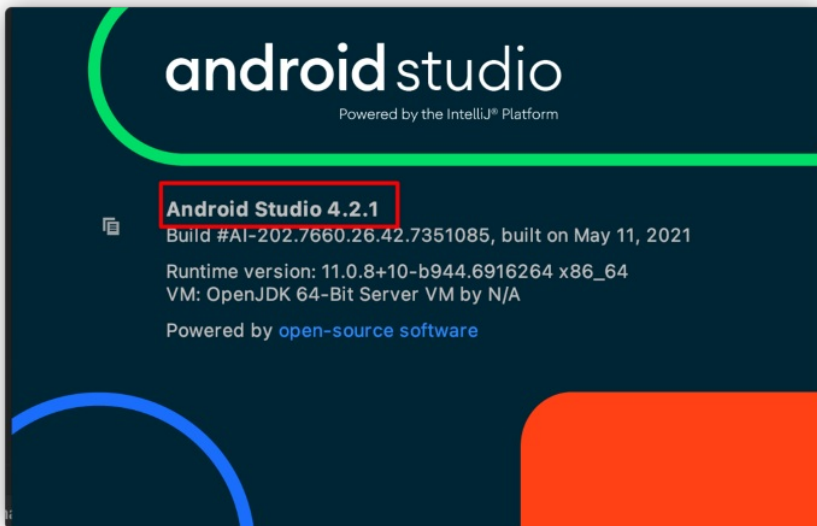 android studio
Powered by the IntelliJ® Platform
Android Studio 4.2.1
Build #AI-202.7660.26.42.7351085, built on May 11, 2021
Runtime version: 11.0.8+10-b944.6916264 x86_64
VM: OpenJDK 64-Bit Server VM by N/A
Powered by open-source software